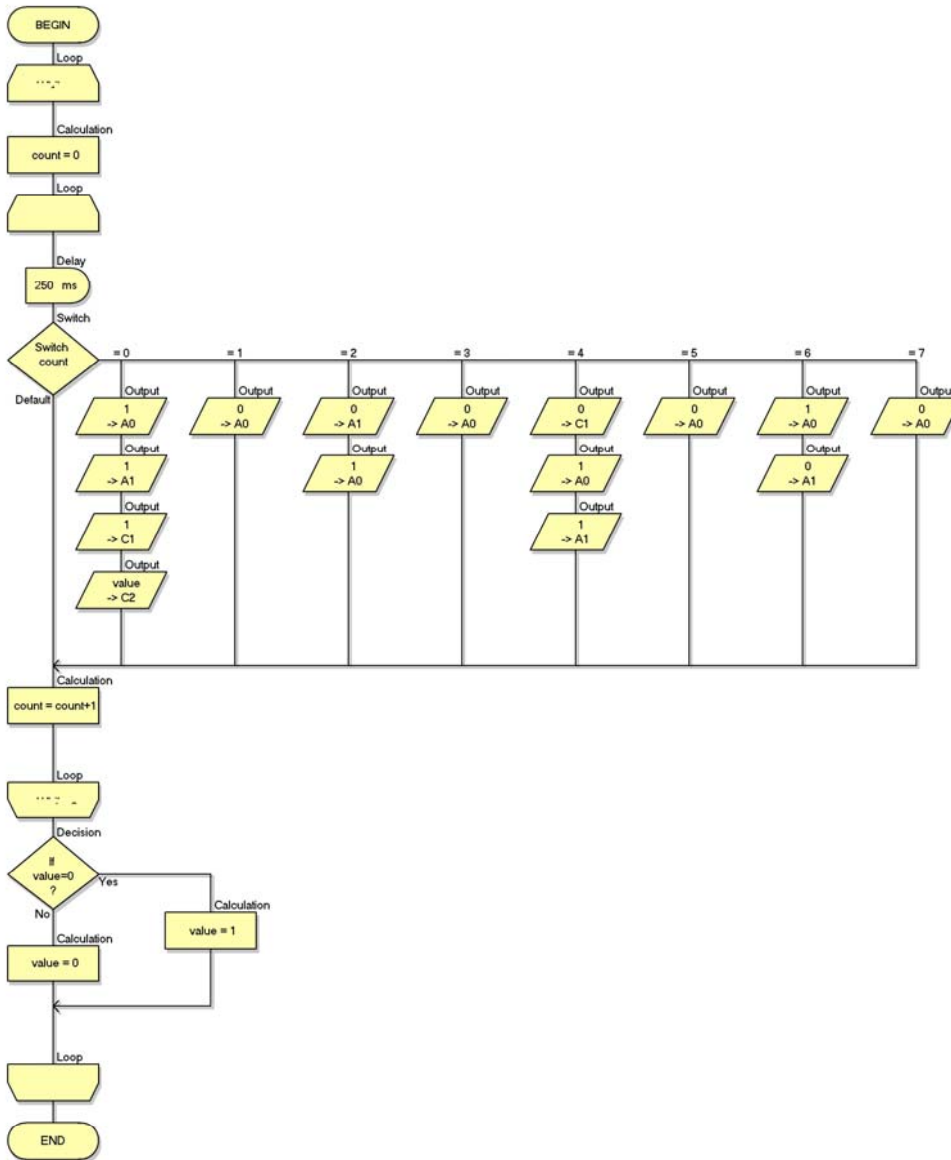 BEGIN
Loop
Calculation
count = 0
Loop
Delay
250 ms
Switch
Switch
count
Default
= 0
= 1
= 2
= 3
= 4
= 5
= 6
= 7
Output
1
-> A0
Output
1
-> A1
Output
1
-> C1
Output
value
-> C2
Output
0
-> A0
Output
0
-> A1
Output
1
-> A0
Output
0
-> A0
Output
0
-> C1
Output
1
-> A0
Output
1
-> A1
Output
0
-> A0
Output
1
-> A0
Output
0
-> A1
Output
0
-> A0
Calculation
count = count+1
Loop
Decision
If
value=0
?
Yes
No
Calculation
value = 1
Calculation
value = 0
Loop
END